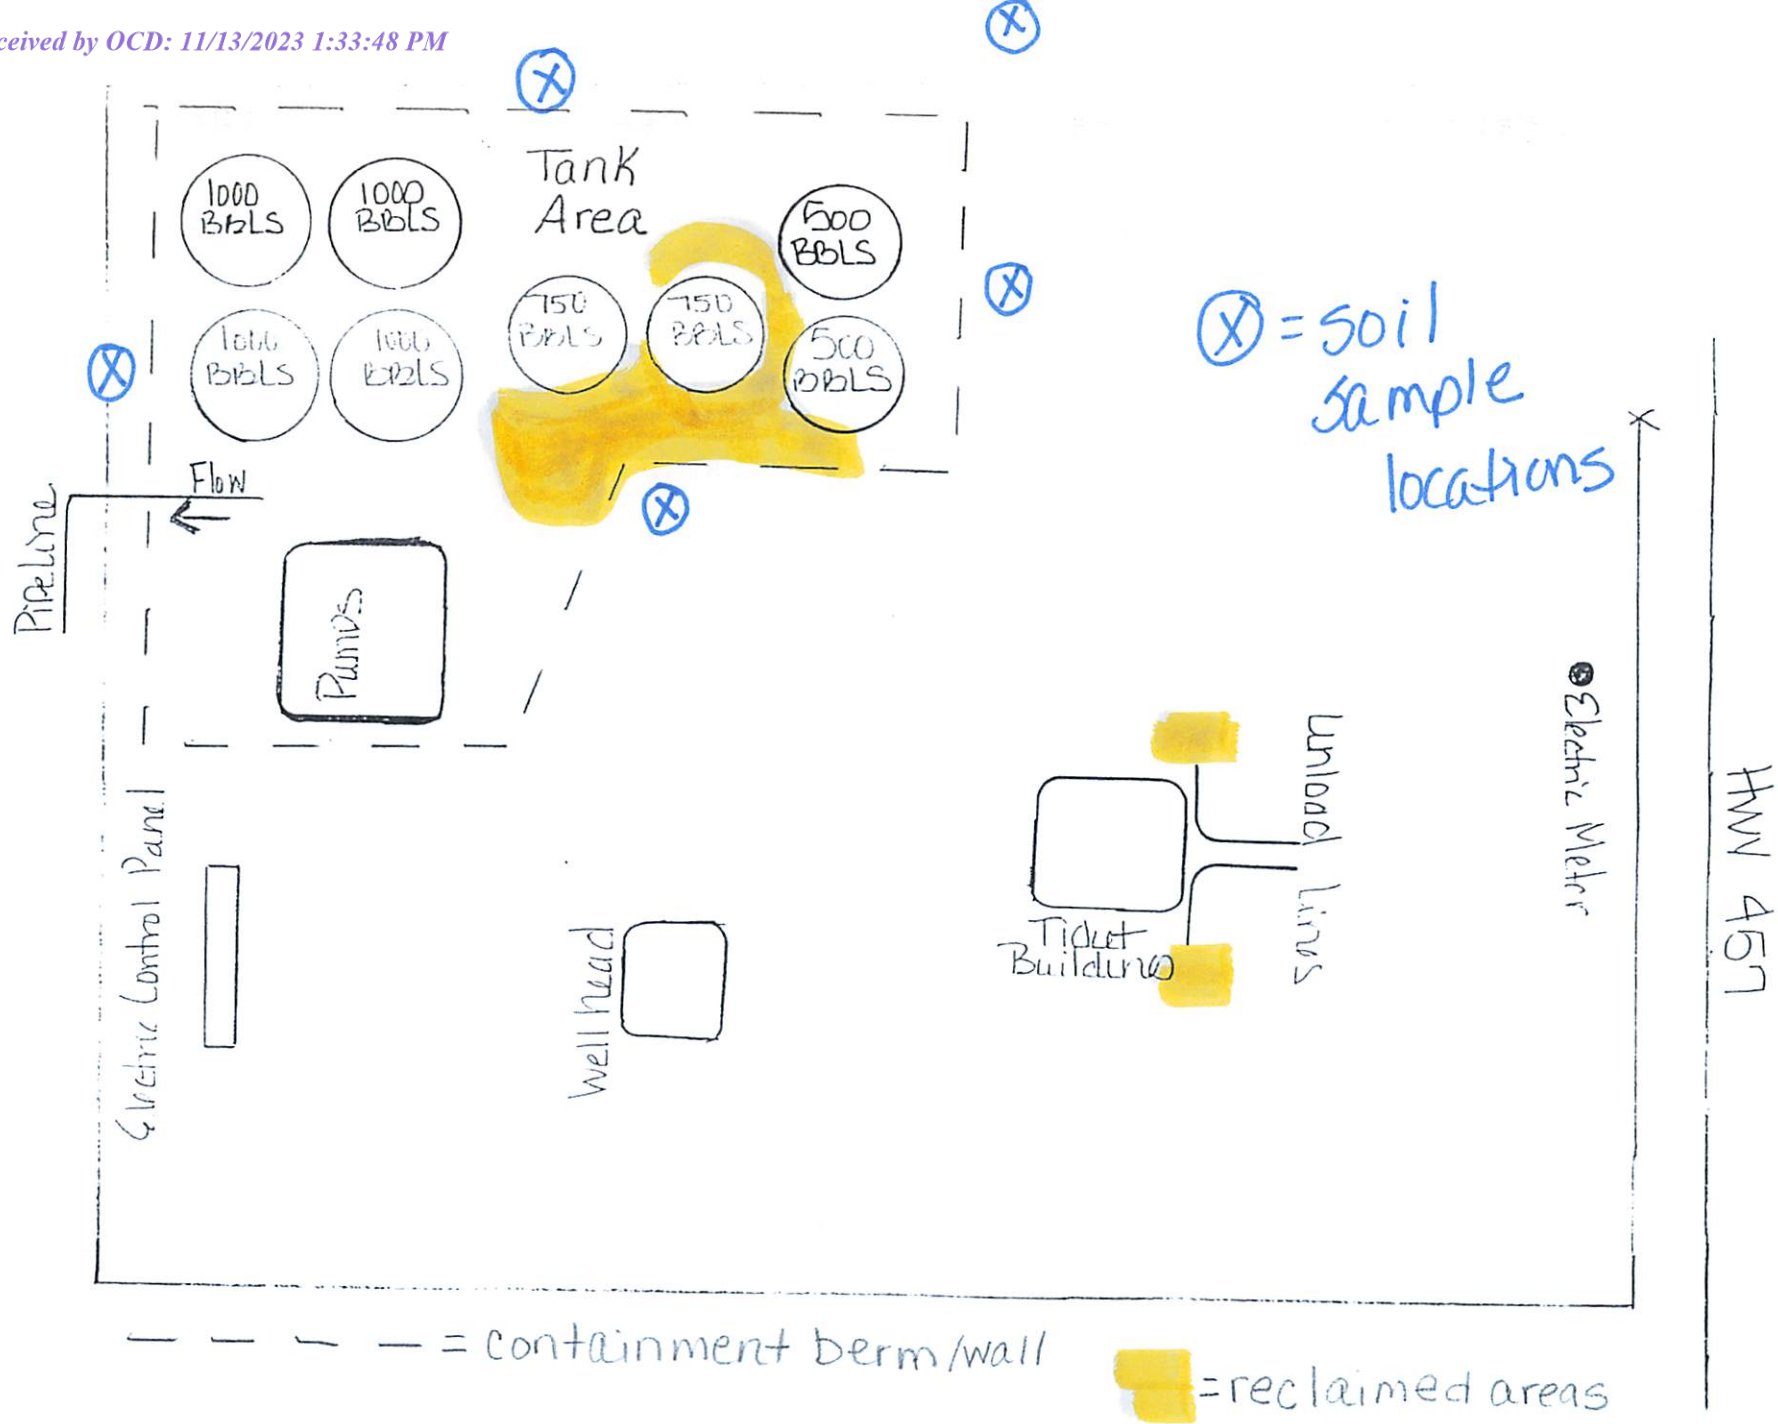 ceived by OCD: 11/13/2023 1:33:48 PM
Tank
Area
1000
BBLS
1000
BBLS
500
BBLS
750
BBLS
750
BBLS
1000
BBLS
1000
BBLS
500
BBLS
X = soil
sample
locations
Flow
Pipeline
Pumps
Electric Control Panel
Well head
Unload Lines
Ticket
Building
Electric Meter
HWY 457
= containment berm/wall
= reclaimed areas